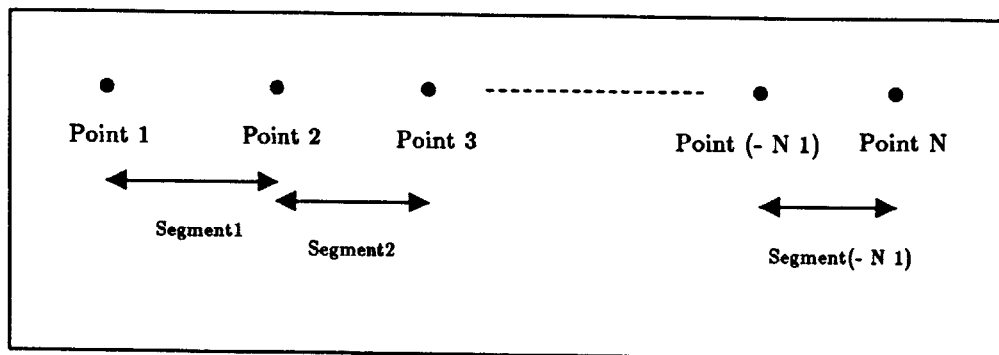 Point 1 Point 2 Point 3 Point (- N 1) Point N
Segment1 Segment2 Segment(- N 1)